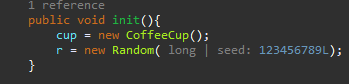 1 reference
public void init(){
cup = new CoffeeCup();
r = new Random( long | seed: 123456789L);
}